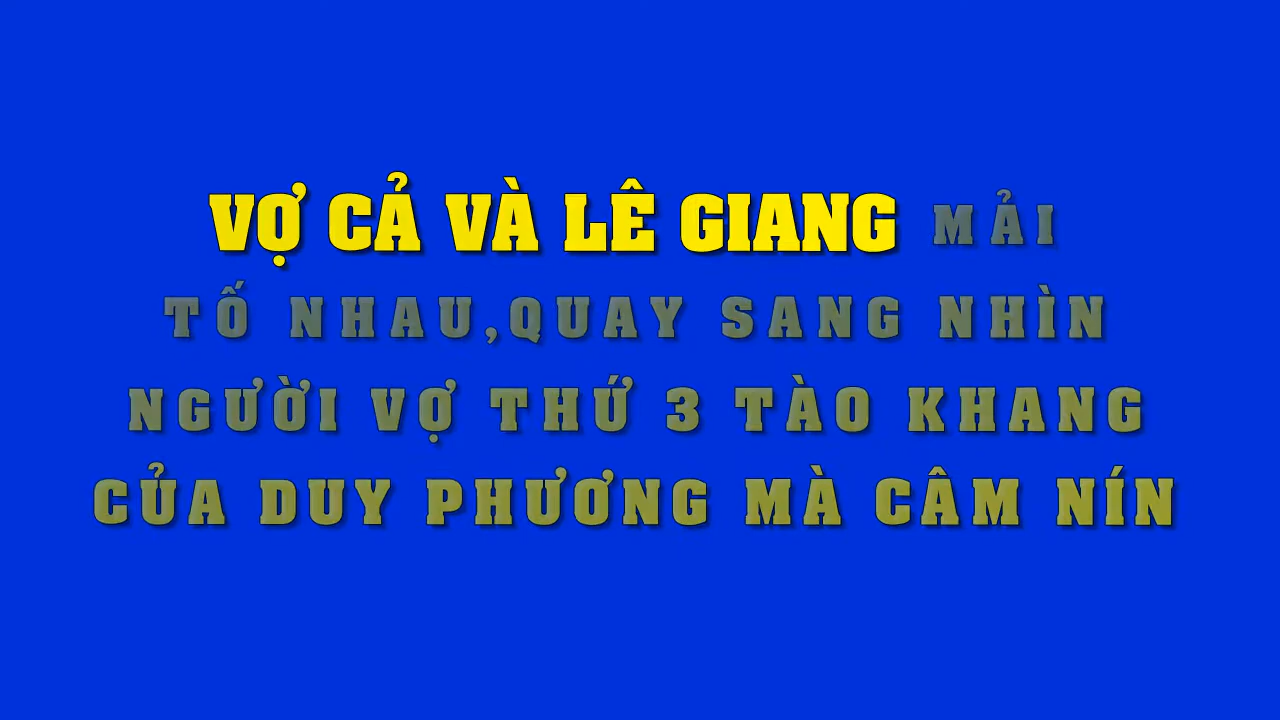 VỢ CẢ VÀ LÊ GIANG MẢI
TỐ NHAU,QUAY SANG NHÌN
NGƯỜI VỢ THỨ 3 TÀO KHANG
CỦA DUY PHƯƠNG MÀ CÂM NÍN